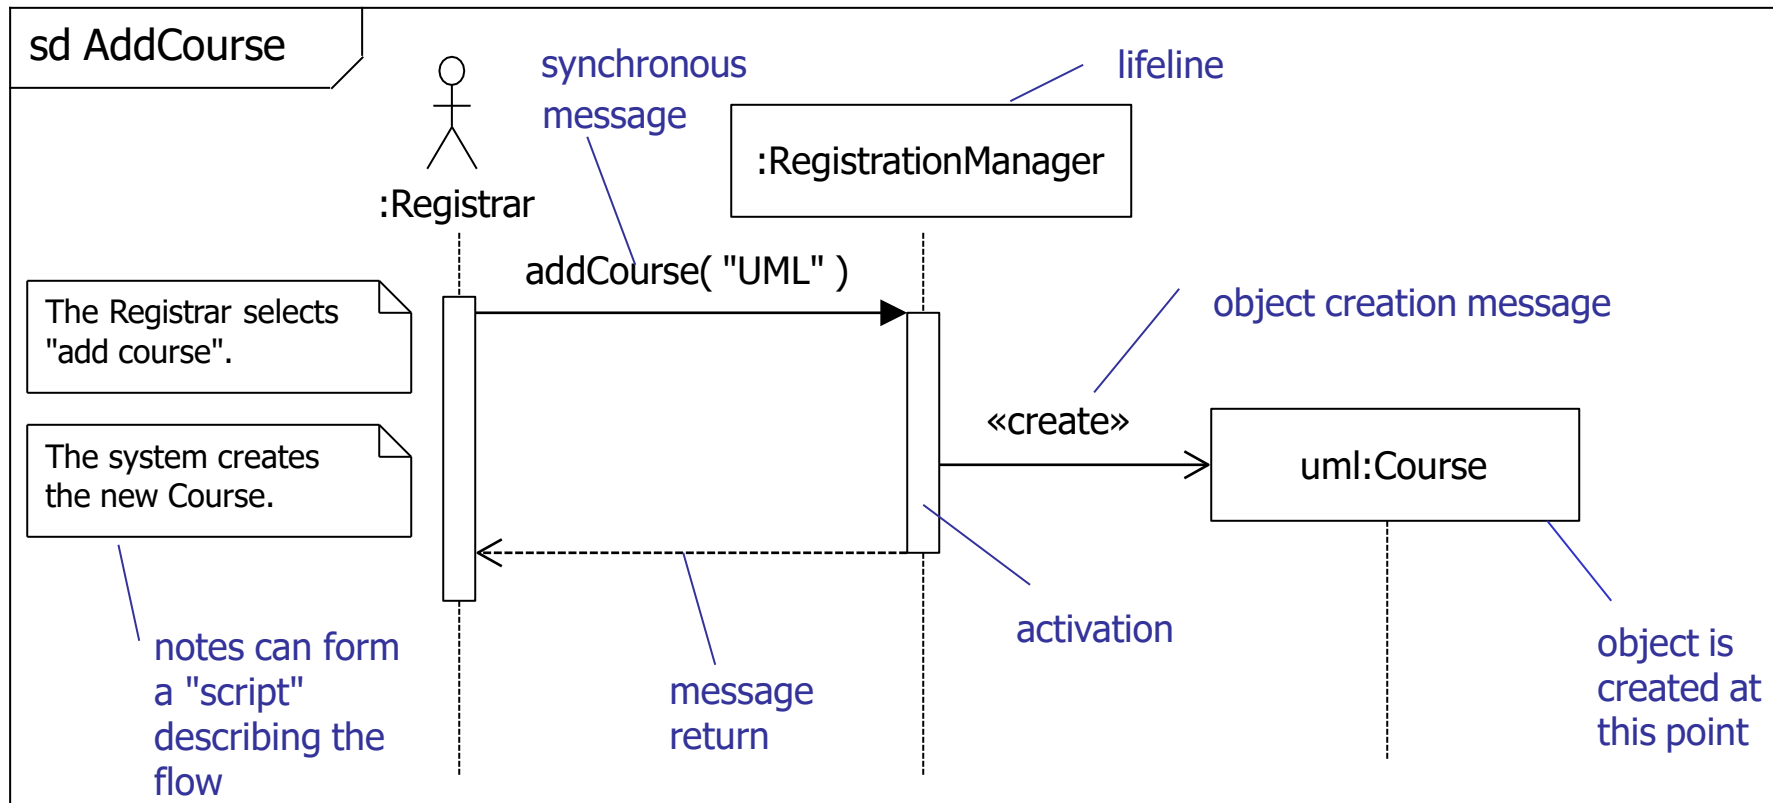 sd AddCourse
synchronous
message
lifeline
:RegistrationManager
:Registrar
addCourse( "UML" )
The Registrar selects
"add course".
object creation message
«create»
The system creates
the new Course.
uml:Course
activation
notes can form
a "script"
describing the
flow
message
return
object is
created at
this point